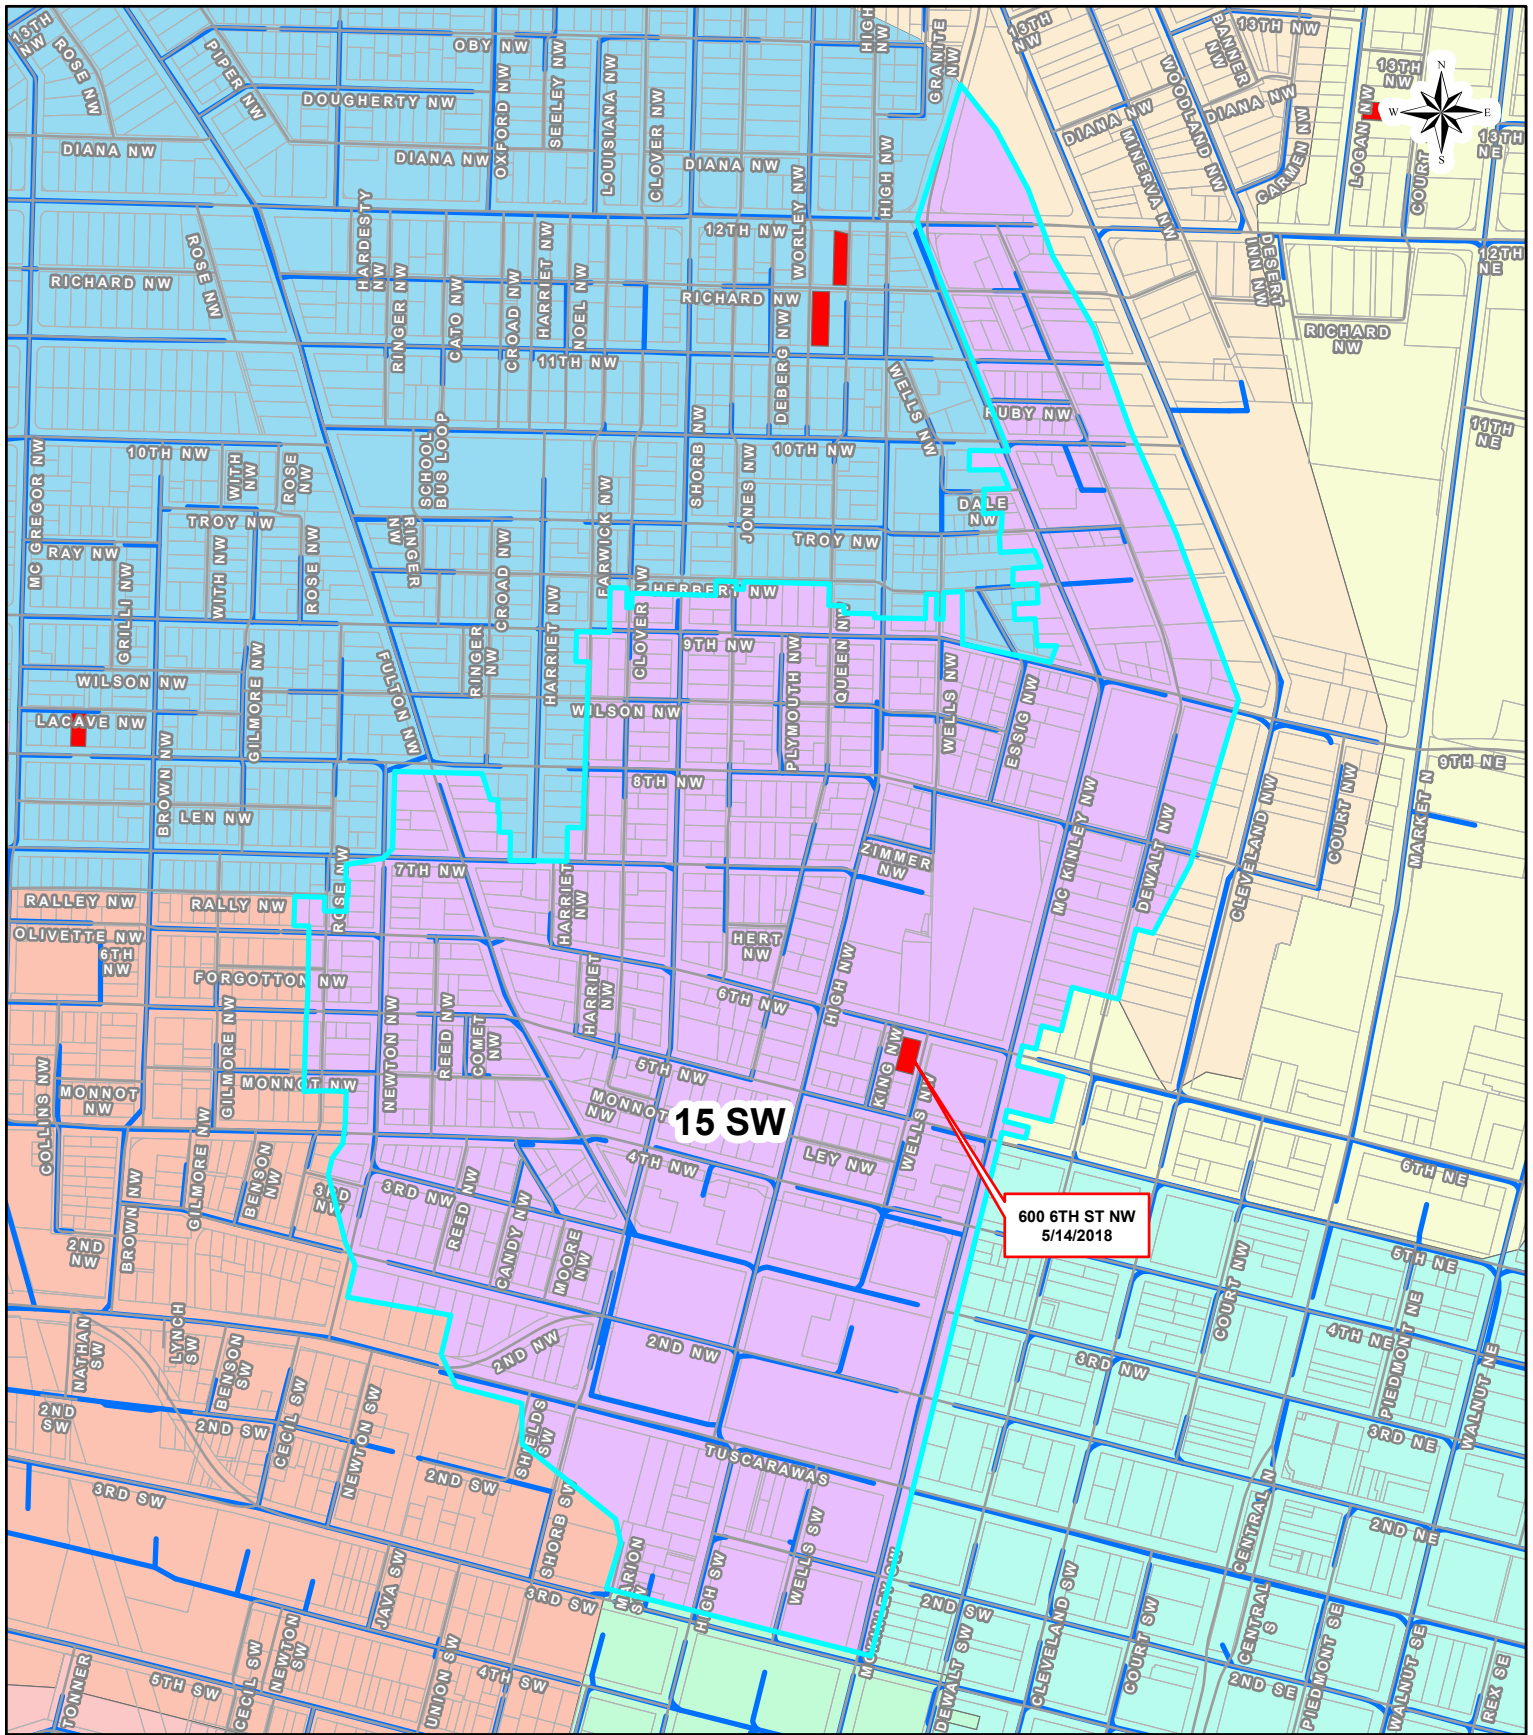 13TH
NW
ROSE NW
PIPER NW
OBY NW
DOUGHERTY NW
OXFORD NW
SEELEY NW
LOUISIANA NW
CLOVER NW
HIGH
NW
GRANITE
NW
13TH
NW
BANNER
NW
13TH NW
13TH
NW
N
W
E
S
DIANA NW
DIANA NW
DIANA NW
WORLEY NW
HIGH NW
DIANA NW
MINERVA NW
WOODLAND NW
DIANA NW
CARMEN NW
LOGAN NW
COURT
13TH
NE
HARDESTY
NW
ROSE NW
RICHARD NW
RINGER NW
CATO NW
CROAD NW
HARRIET NW
NOEL NW
12TH NW
RICHARD NW
DEBERG NW
11TH NW
WELLS NW
RUBY NW
DESERT
INN NW
RICHARD
NW
12TH
NE
11TH
NE
MC GREGOR NW
10TH NW
WITH
NW
ROSE
NW
SCHOOL
BUS LOOP
SHORB NW
JONES NW
10TH NW
DALE
NW
TROY NW
RAY NW
GRILLI NW
WITH NW
ROSE NW
RINGER
NW
CROAD NW
FARWICK NW
TROY NW
HERBERT NW
HARRIET NW
CLOVER NW
9TH NW
QUEEN NW
PLYMOUTH NW
WILSON NW
GILMORE NW
FULTON NW
RINGER
NW
WILSON NW
WELLS NW
ESSIG NW
LACAVE NW
BROWN NW
LEN NW
8TH NW
ZIMMER
NW
MC KINLEY NW
DEWALT NW
CLEVELAND NW
COURT NW
MARKET N
9TH NE
RALLEY NW
RALLY NW
ROSE NW
7TH NW
HARRIET
NW
HERT
NW
OLIVETTE NW
6TH
NW
FORGOTTON NW
GILMORE NW
NEWTON NW
REED NW
COMET
NW
HARRIET
NW
6TH NW
HIGH NW
KING NW
COLLINS NW
MONNOT
NW
MONNOT NW
5TH NW
MONNOT
NW
15 SW
WELLS NW
LEY NW
4TH NW
6TH NE
BROWN NW
GILMORE NW
BENSON
NW
3RD
NW
3RD NW
REED NW
CANDY NW
MOORE
NW
600 6TH ST NW
5/14/2018
2ND
NW
COURT NW
5TH NE
4TH NE
PIEDMONT NE
WALNUT NE
NATHAN
SW
LYNCH
SW
BENSON
SW
CECIL SW
NEWTON SW
2ND NW
2ND NW
3RD NW
3RD NE
2ND
SW
2ND SW
2ND SW
SHIELDS
SW
TUSCARAWAS
3RD SW
SHORB SW
WELLS SW
CENTRAL N
2ND NE
JAVA SW
3RD SW
MARION
SW
HIGH SW
2ND SW
CLEVELAND SW
COURT SW
CENTRAL
S
PIEDMONT SE
WALNUT SE
REX SE
TONNER
5TH SW
CECIL SW
NEWTON
SW
UNION SW
4TH SW
DEWALT SW
2ND SE